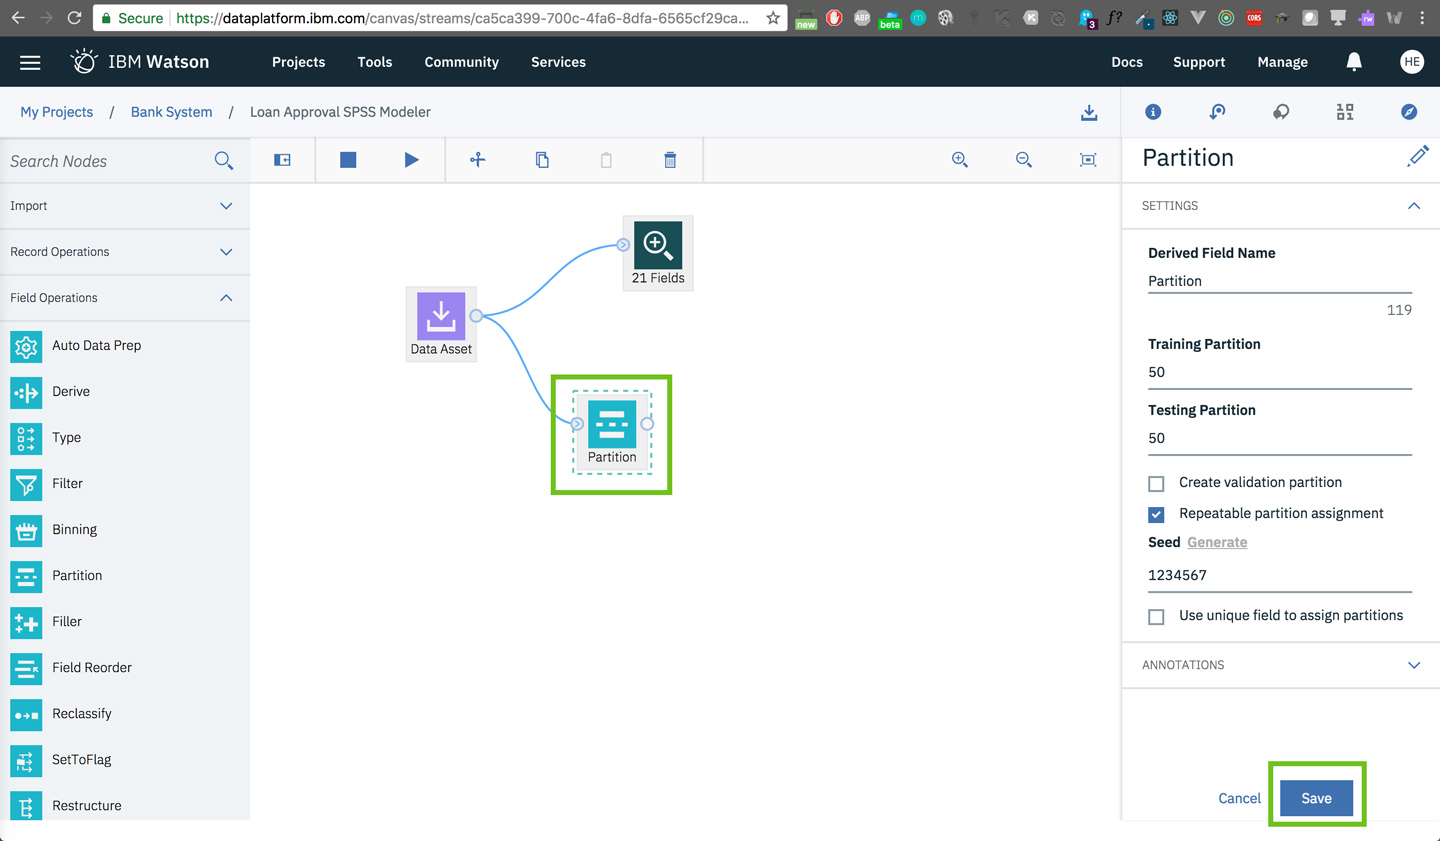 Secure https://dataplatform.ibm.com/canvas/streams/ca5ca399-700c-4fa6-8dfa-6565cf29ca...
new
ABP
beta
m
K
3
f?
CORS
rw
IBM Watson
Projects
Tools
Community
Services
Docs
Support
Manage
HE
My Projects / Bank System / Loan Approval SPSS Modeler
Search Nodes
Import
Record Operations
Field Operations
Auto Data Prep
Derive
Type
Filter
Binning
Partition
Filler
Field Reorder
Reclassify
SetToFlag
Restructure
21 Fields
Data Asset
Partition
Partition
SETTINGS
Derived Field Name
Partition
119
Training Partition
50
Testing Partition
50
Create validation partition
Repeatable partition assignment
Seed Generate
1234567
Use unique field to assign partitions
ANNOTATIONS
Cancel
Save